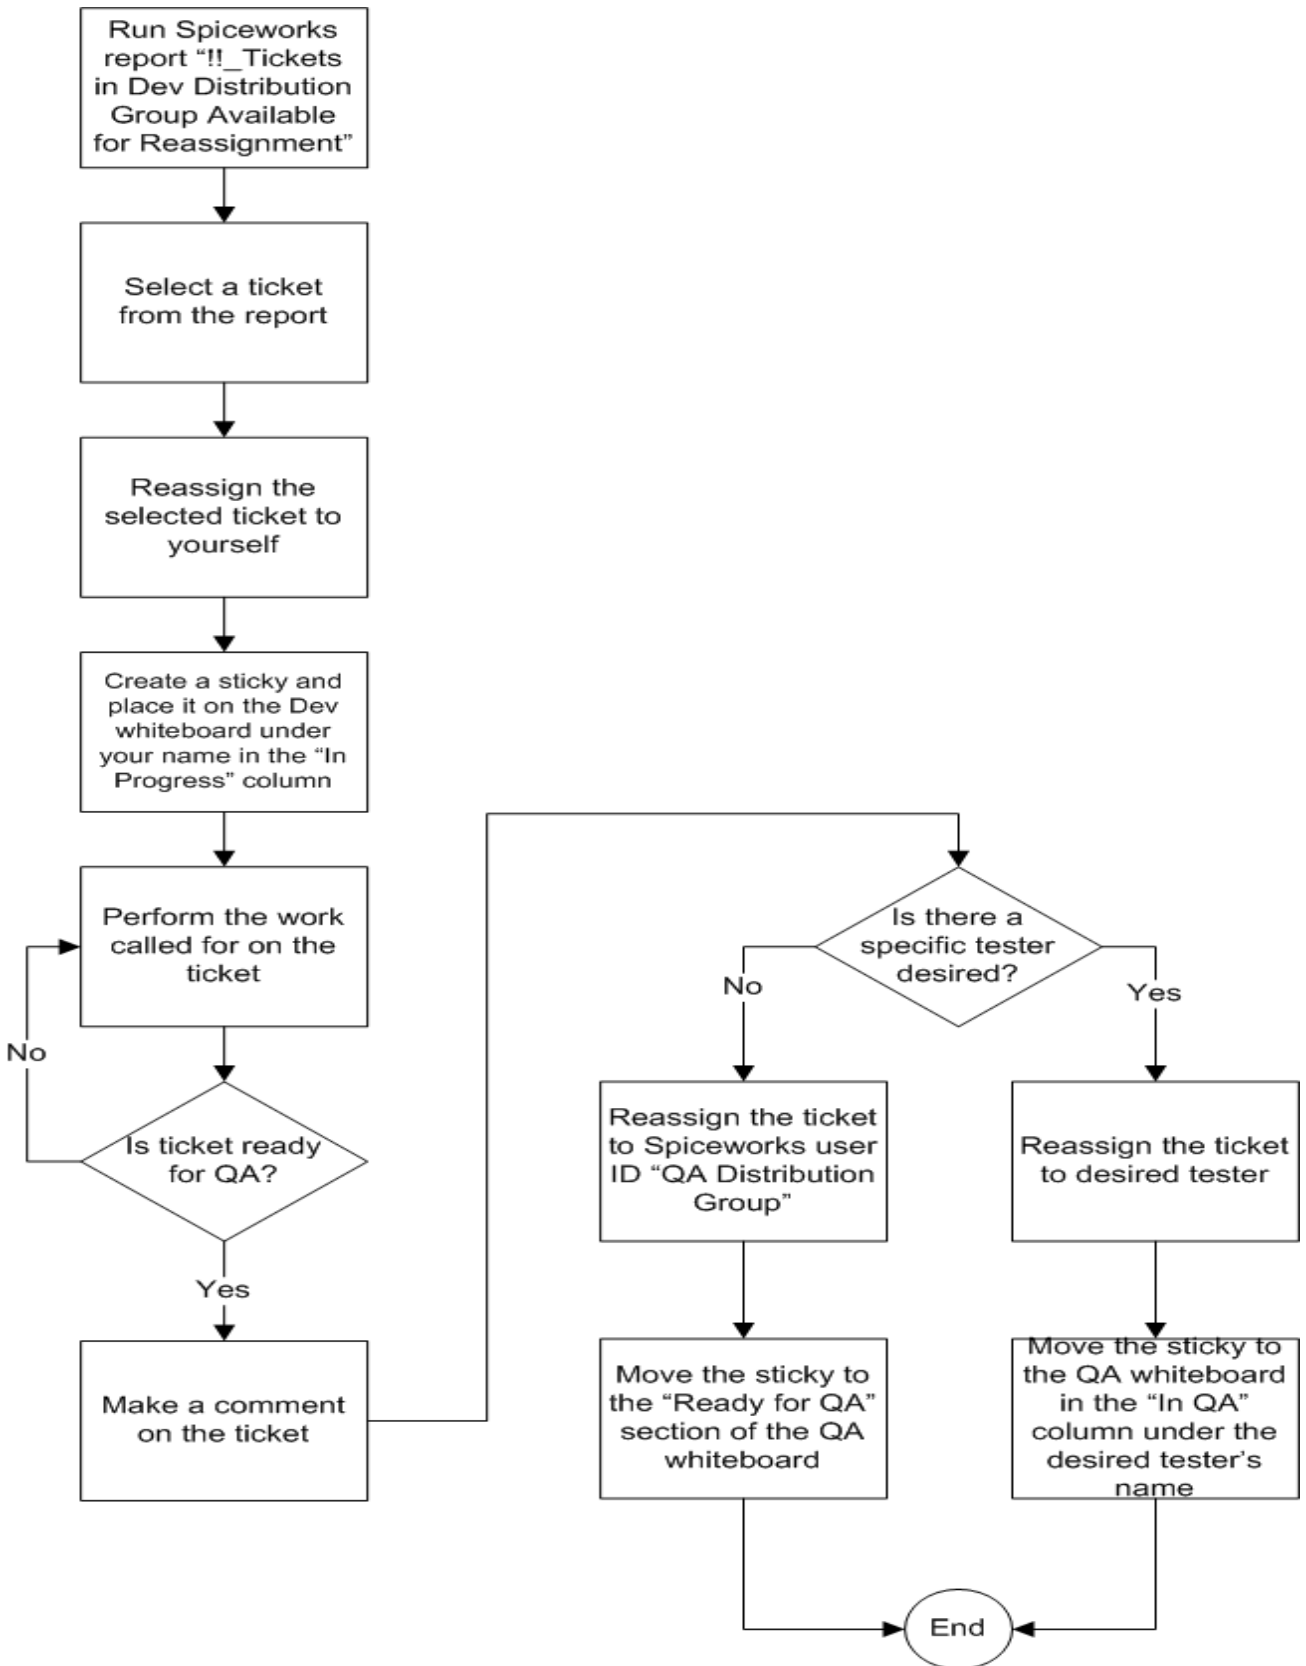 Run Spiceworks
report “!!_Tickets
in Dev Distribution
Group Available
for Reassignment”
Select a ticket
from the report
Reassign the
selected ticket to
yourself
Create a sticky and
place it on the Dev
whiteboard under
your name in the “In
Progress” column
Perform the work
called for on the
ticket
No
Is ticket ready
for QA?
Yes
Make a comment
on the ticket
Is there a
specific tester
desired?
No
Yes
Reassign the ticket
to Spiceworks user
ID “QA Distribution
Group”
Reassign the ticket
to desired tester
Move the sticky to
the “Ready for QA”
section of the QA
whiteboard
Move the sticky to
the QA whiteboard
in the “In QA”
column under the
desired tester’s
name
End